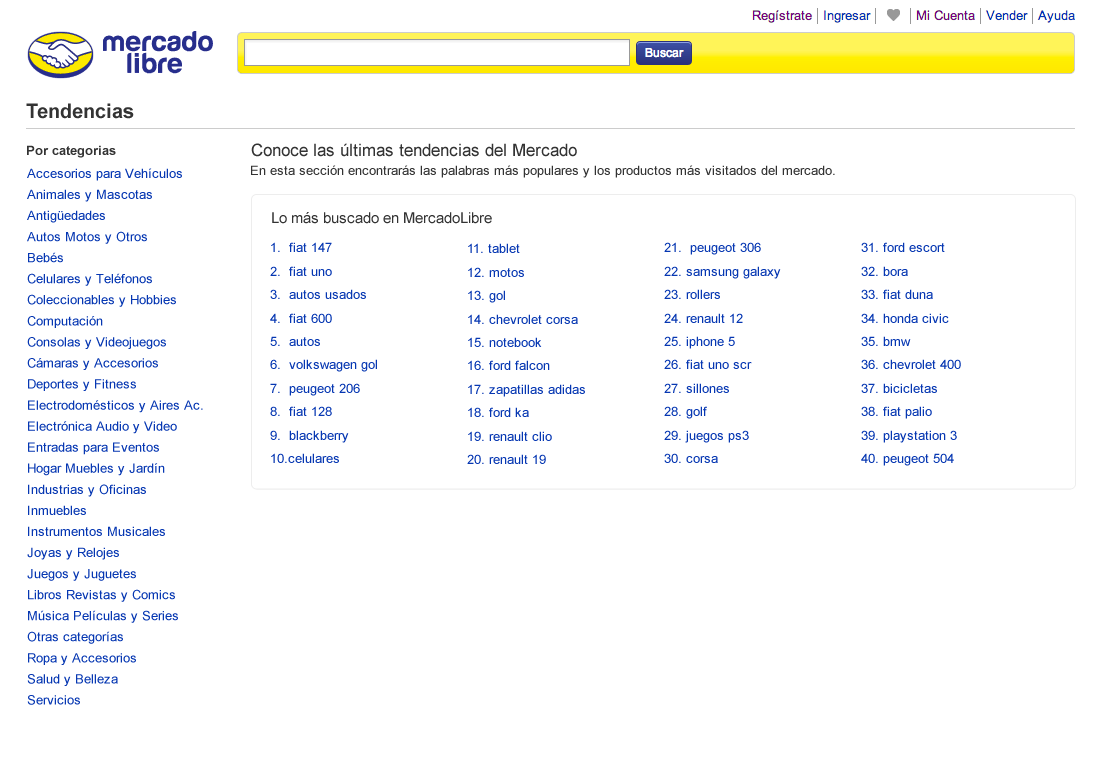 Regístrate Ingresar Mi Cuenta Vender Ayuda
mercado
libre
Buscar
Tendencias
Por categorias
Accesorios para Vehículos
Animales y Mascotas
Antigüedades
Autos Motos y Otros
Bebés
Celulares y Teléfonos
Coleccionables y Hobbies
Computación
Consolas y Videojuegos
Cámaras y Accesorios
Deportes y Fitness
Electrodomésticos y Aires Ac.
Electrónica Audio y Video
Entradas para Eventos
Hogar Muebles y Jardín
Industrias y Oficinas
Inmuebles
Instrumentos Musicales
Joyas y Relojes
Juegos y Juguetes
Libros Revistas y Comics
Música Películas y Series
Otras categorías
Ropa y Accesorios
Salud y Belleza
Servicios
Conoce las últimas tendencias del Mercado
En esta sección encontrarás las palabras más populares y los productos más visitados del mercado.
Lo más buscado en MercadoLibre
1. fiat 147
2. fiat uno
3. autos usados
4. fiat 600
5. autos
6. volkswagen gol
7. peugeot 206
8. fiat 128
9. blackberry
10.celulares
11. tablet
12. motos
13. gol
14. chevrolet corsa
15. notebook
16. ford falcon
17. zapatillas adidas
18. ford ka
19. renault clio
20. renault 19
21. peugeot 306
22. samsung galaxy
23. rollers
24. renault 12
25. iphone 5
26. fiat uno scr
27. sillones
28. golf
29. juegos ps3
30. corsa
31. ford escort
32. bora
33. fiat duna
34. honda civic
35. bmw
36. chevrolet 400
37. bicicletas
38. fiat palio
39. playstation 3
40. peugeot 504